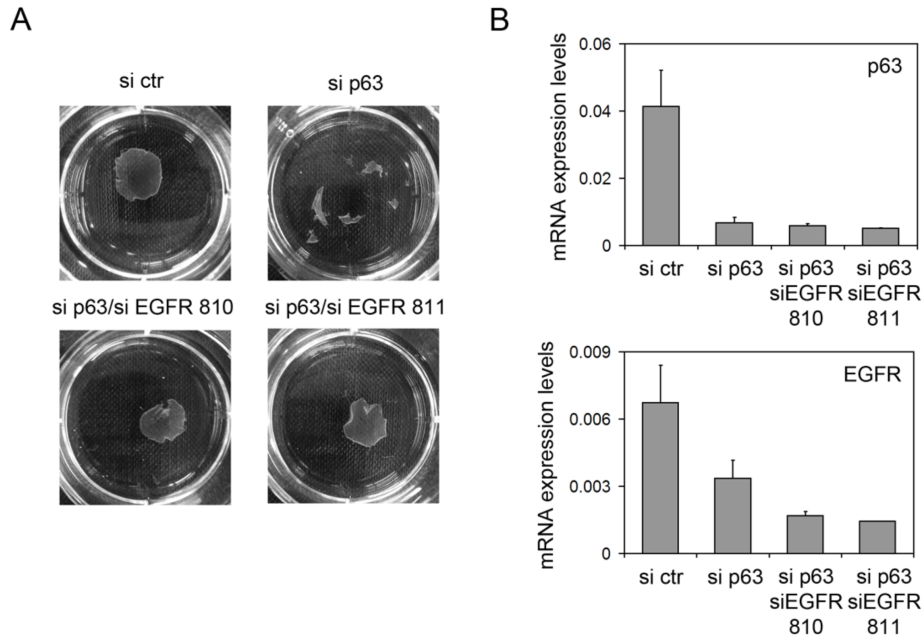 A
si ctr
si p63
si p63/si EGFR 810
si p63/si EGFR 811
B
mRNA expression levels
0.06
0.04
0.02
0
p63
si ctr
si p63
si p63
siEGFR
810
si p63
siEGFR
811
mRNA expression levels
0.009
0.006
0.003
0
EGFR
si ctr
si p63
si p63
siEGFR
810
si p63
siEGFR
811